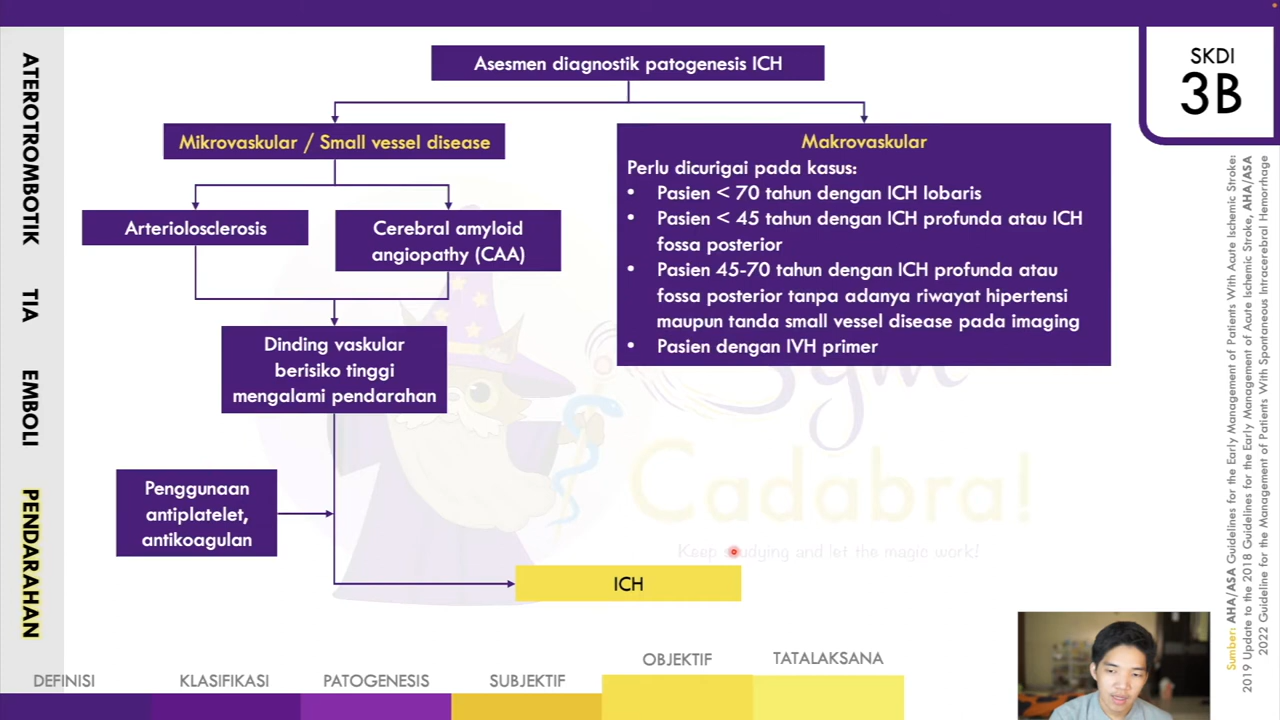 Asesmen diagnostik patogenesis ICH
SKDI
3B
Mikrovaskular / Small vessel disease
Arteriolosclerosis
Cerebral amyloid
angiopathy (CAA)
Dinding vaskular
berisiko tinggi
mengalami pendarahan
Penggunaan
antiplatelet,
antikoagulan
ICH
Makrovaskular
Perlu dicurigai pada kasus:
• Pasien < 70 tahun dengan ICH lobaris
• Pasien < 45 tahun dengan ICH profunda atau ICH
fossa posterior
• Pasien 45-70 tahun dengan ICH profunda atau
fossa posterior tanpa adanya riwayat hipertensi
maupun tanda small vessel disease pada imaging
• Pasien dengan IVH primer
Cadabra!
Keep studying and let the magic work!
ATEROTROMBOTIK
TIA
EMBOLI
PENDARAHAN
Sumber: AHA/ASA Guidelines for the Early Management of Patients With Acute Ischemic Stroke:
2019 Update to the 2018 Guidelines for the Early Management of Acute Ischemic Stroke, AHA/ASA
2022 Guideline for the Management of Patients With Spontaneous Intracerebral Hemorrhage
DEFINISI
KLASIFIKASI
PATOGENESIS
SUBJEKTIF
OBJEKTIF
TATALAKSANA